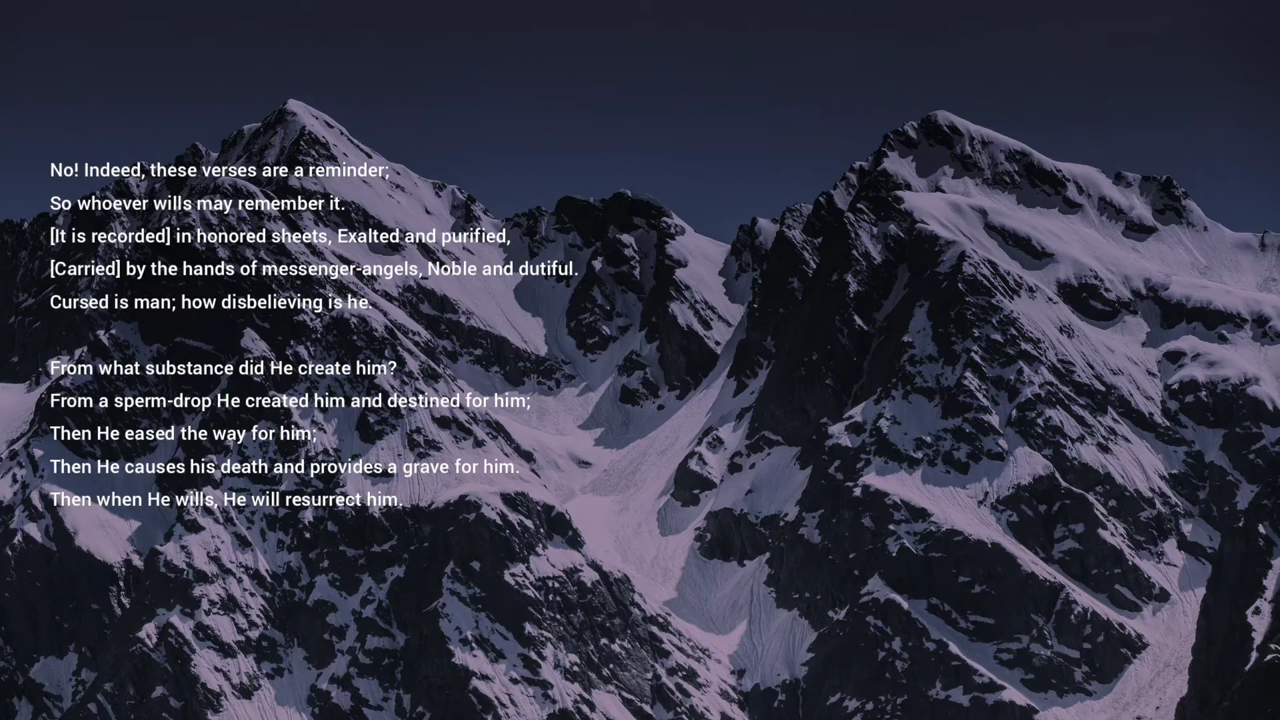 No! Indeed, these verses are a reminder;
So whoever wills may remember it.
[It is recorded] in honored sheets, Exalted and purified,
[Carried] by the hands of messenger-angels, Noble and dutiful.
Cursed is man; how disbelieving is he.
From what substance did He create him?
From a sperm-drop He created him and destined for him;
Then He eased the way for him;
Then He causes his death and provides a grave for him.
Then when He wills, He will resurrect him.